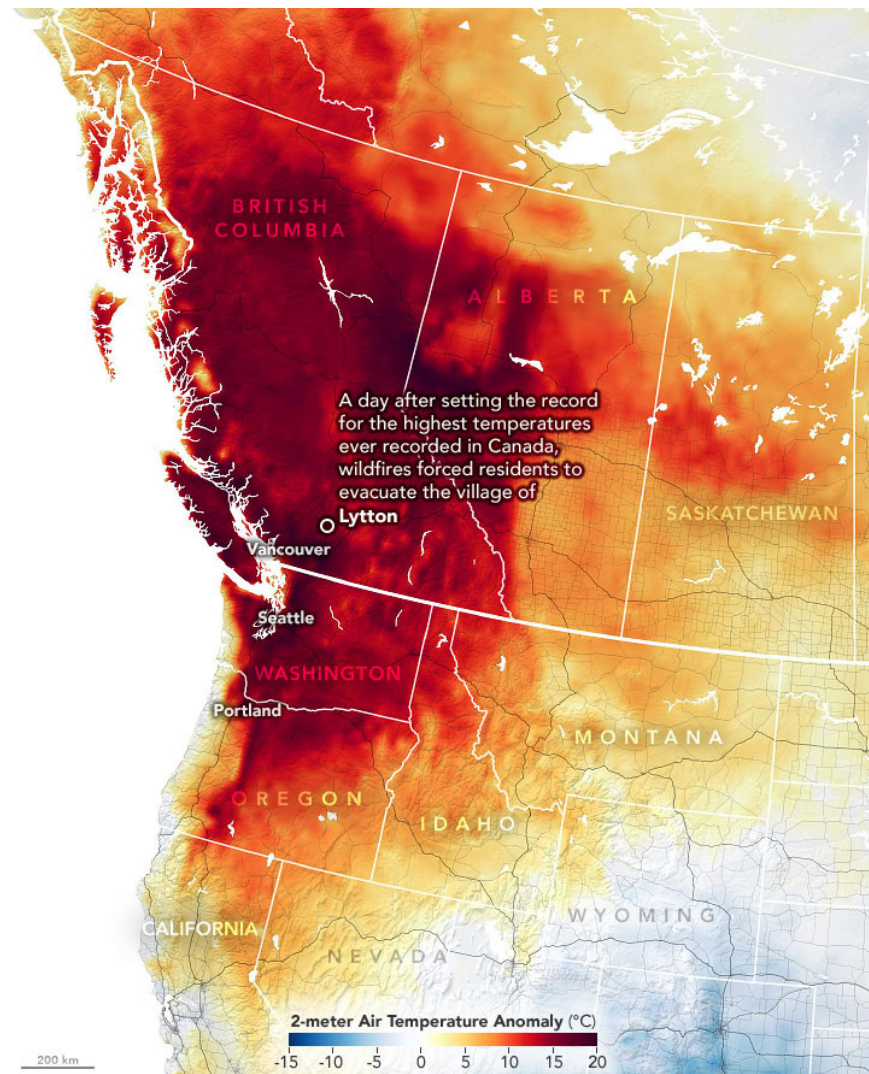 BRITISH
COLUMBIA
ALBERTA
A day after setting the record
for the highest temperatures
ever recorded in Canada,
wildfires forced residents to
evacuate the village of
Lytton
SASKATCHEWAN
Vancouver
Seattle
WASHINGTON
Portland
MONTANA
OREGON
IDAHO
WYOMING
CALIFORNIA
NEVADA
2-meter Air Temperature Anomaly (°C)
-15 -10 -5 0 5 10 15 20
200 km